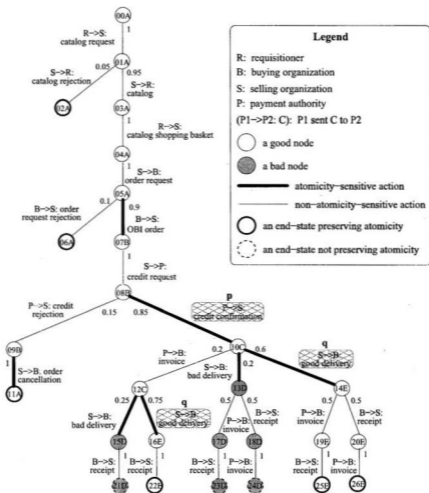 00A
R->S:
catalog request
1
01A
S->R:
catalog rejection
0.05
0.95
S->R:
catalog
02A
03A
R->S:
catalog shopping basket
1
04A
S->B:
order request
1
05A
B->S: order
request rejection
0.1
0.9
B->S:
OBI order
06A
07B
S->P:
credit request
1
08B
P->S: credit
rejection
0.15
0.85
p
P->S:
credit confirmation
09B
1
S->B. order
cancellation
11A
10C
P->B:
invoice
0.2
S->B:
bad delivery
0.2
0.6
q
S->B:
good delivery
12C
13D
14E
S->B:
bad delivery
0.25
0.75
q
S->B:
good delivery
P->B:
invoice
0.5
0.5
B->S:
receipt
P->B:
invoice
0.5
0.5
B->S:
receipt
15D
16E
17D
18D
19E
20E
B->S:
receipt
1
B->S:
receipt
1
B->S:
receipt
1
P->B:
invoice
1
B->S:
receipt
1
P->B:
invoice
1
21D
22E
23D
24D
25E
26E
Legend
R: requisitioner
B: buying organization
S: selling organization
P: payment authority
(P1->P2: C): P1 sent C to P2
a good node
a bad node
atomicity-sensitive action
non-atomicity-sensitive action
an end-state preserving atomicity
an end-state not preserving atomicity